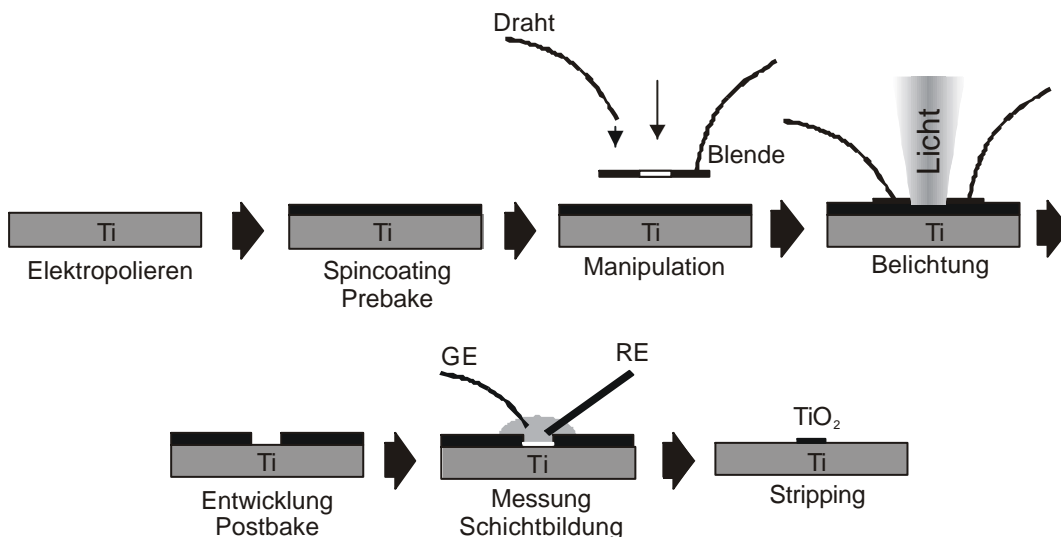 Draht
Blende
Licht
Ti
Ti
Ti
Ti
Elektropolieren
Spincoating
Prebake
Manipulation
Belichtung
GE
RE
TiO2
Ti
Ti
Ti
Entwicklung
Postbake
Messung
Schichtbildung
Stripping